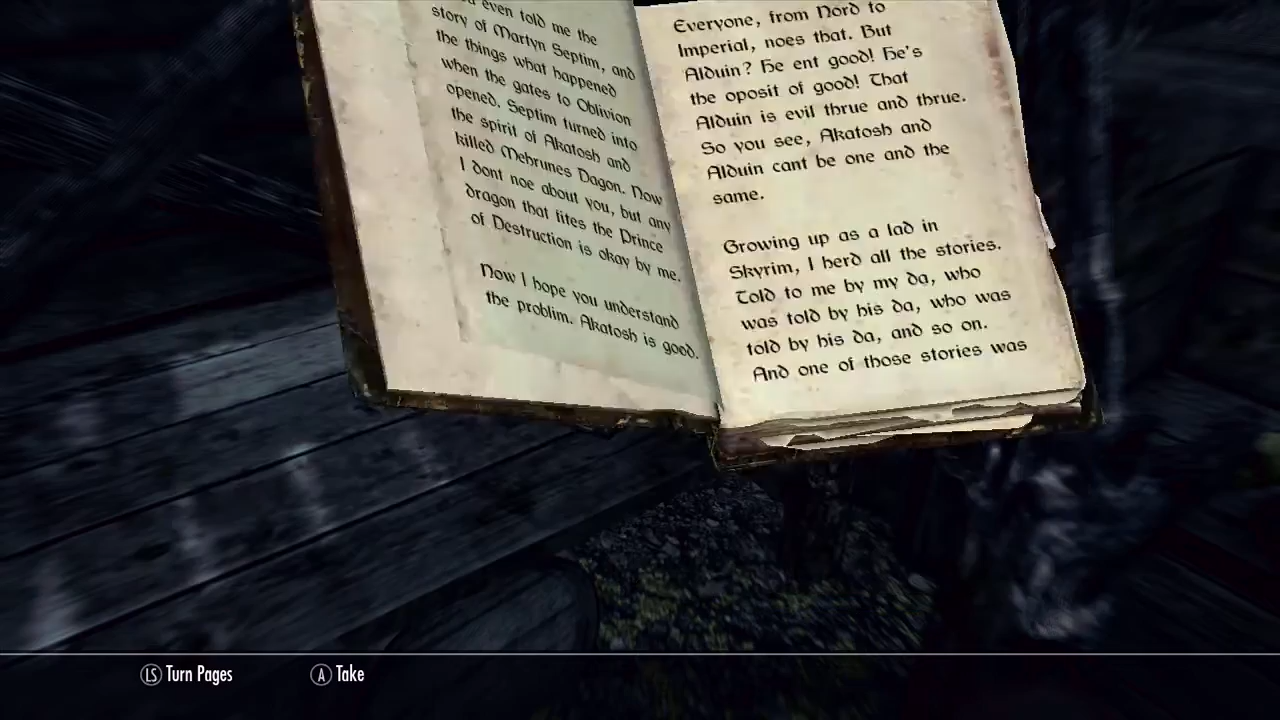 even told me the
story of Martyn Septim, and
the things what happened
when the gates to Oblivion
opened. Septim turned into
the spirit of Akatosh and
killed Mehrunes Dagon. Now
I dont noe about you, but any
dragon that fites the Prince
of Destruction is okay by me.
Now I hope you understand
the problim. Akatosh is good.
Everyone, from Nord to
Imperial, noes that. But
Alduin? He ent good! He's
the oposit of good! That
Alduin is evil thrue and thrue.
So you see, Akatosh and
Alduin cant be one and the
same.
Growing up as a lad in
Skyrim, I herd all the stories.
Told to me by my da, who
was told by his da, who was
told by his da, and so on.
And one of those stories was
LS Turn Pages
A Take